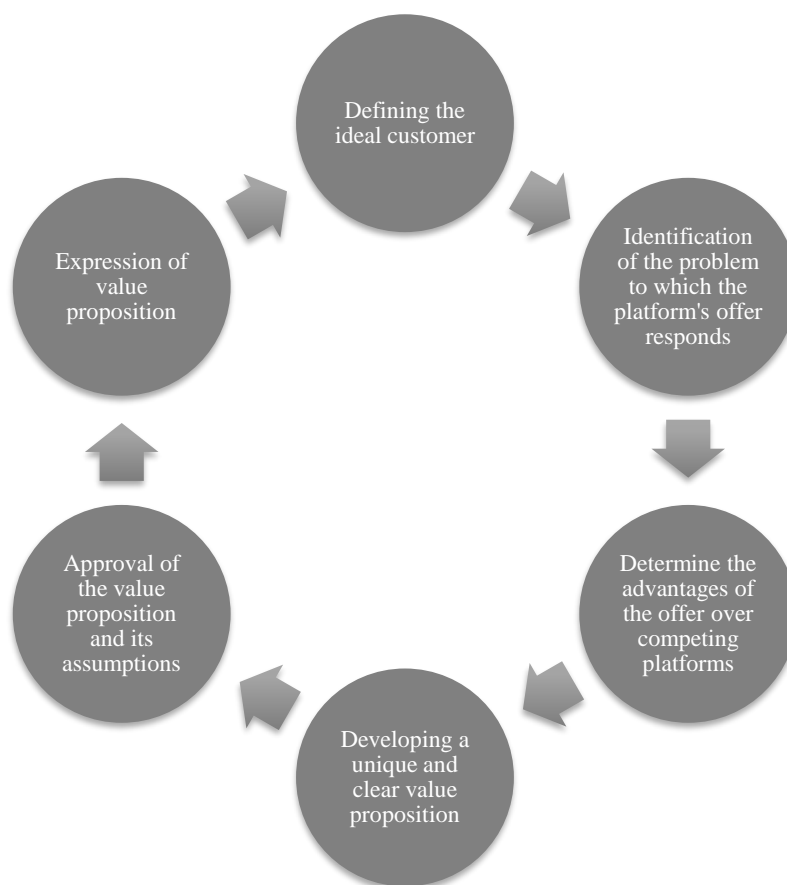 Defining the
ideal customer
Identification
of the problem
to which the
platform's offer
responds
Determine the
advantages of
the offer over
competing
platforms
Developing a
unique and
clear value
proposition
Approval of
the value
proposition
and its
assumptions
Expression of
value
proposition